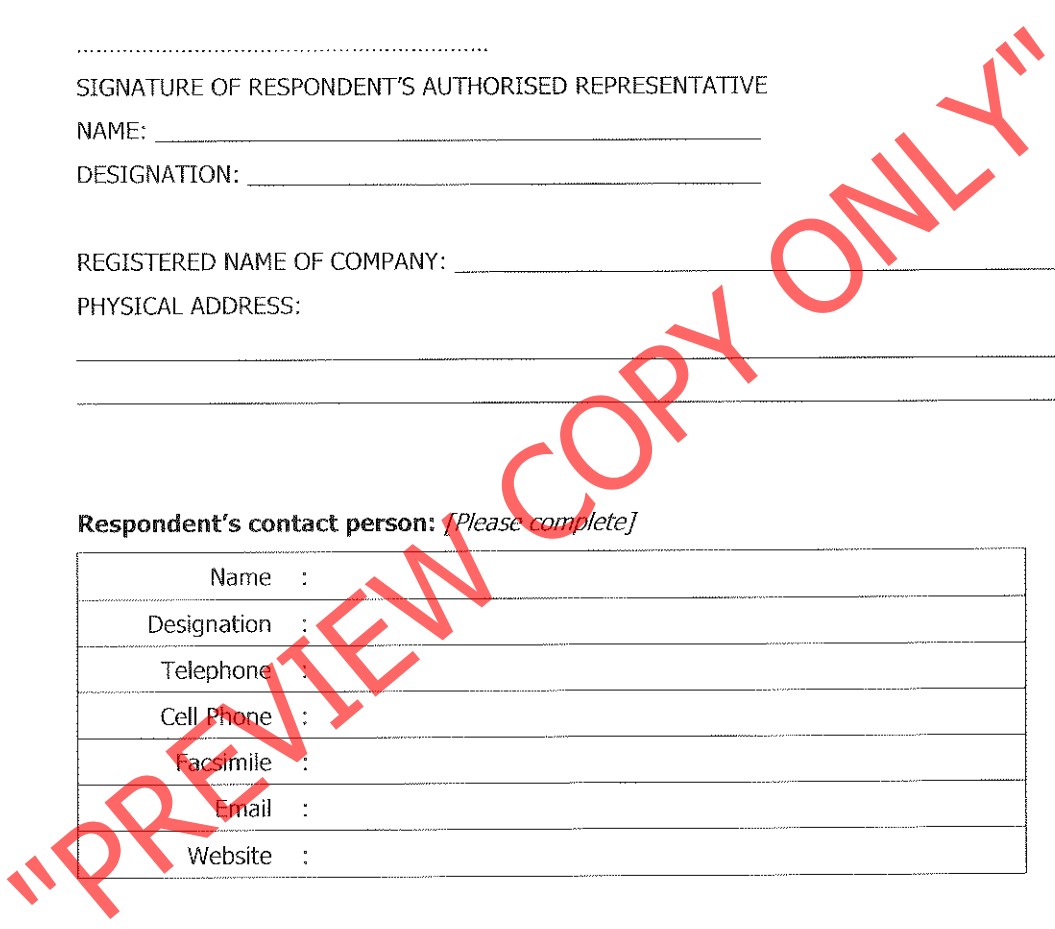 SIGNATURE OF RESPONDENT'S AUTHORISED REPRESENTATIVE
NAME:
DESIGNATION:
REGISTERED NAME OF COMPANY:
PHYSICAL ADDRESS:
Respondent's contact person: [Please complete]
Name :
Designation :
Telephone :
Cell Phone :
Facsimile :
Email :
Website :
"PREVIEW COPY ONLY"